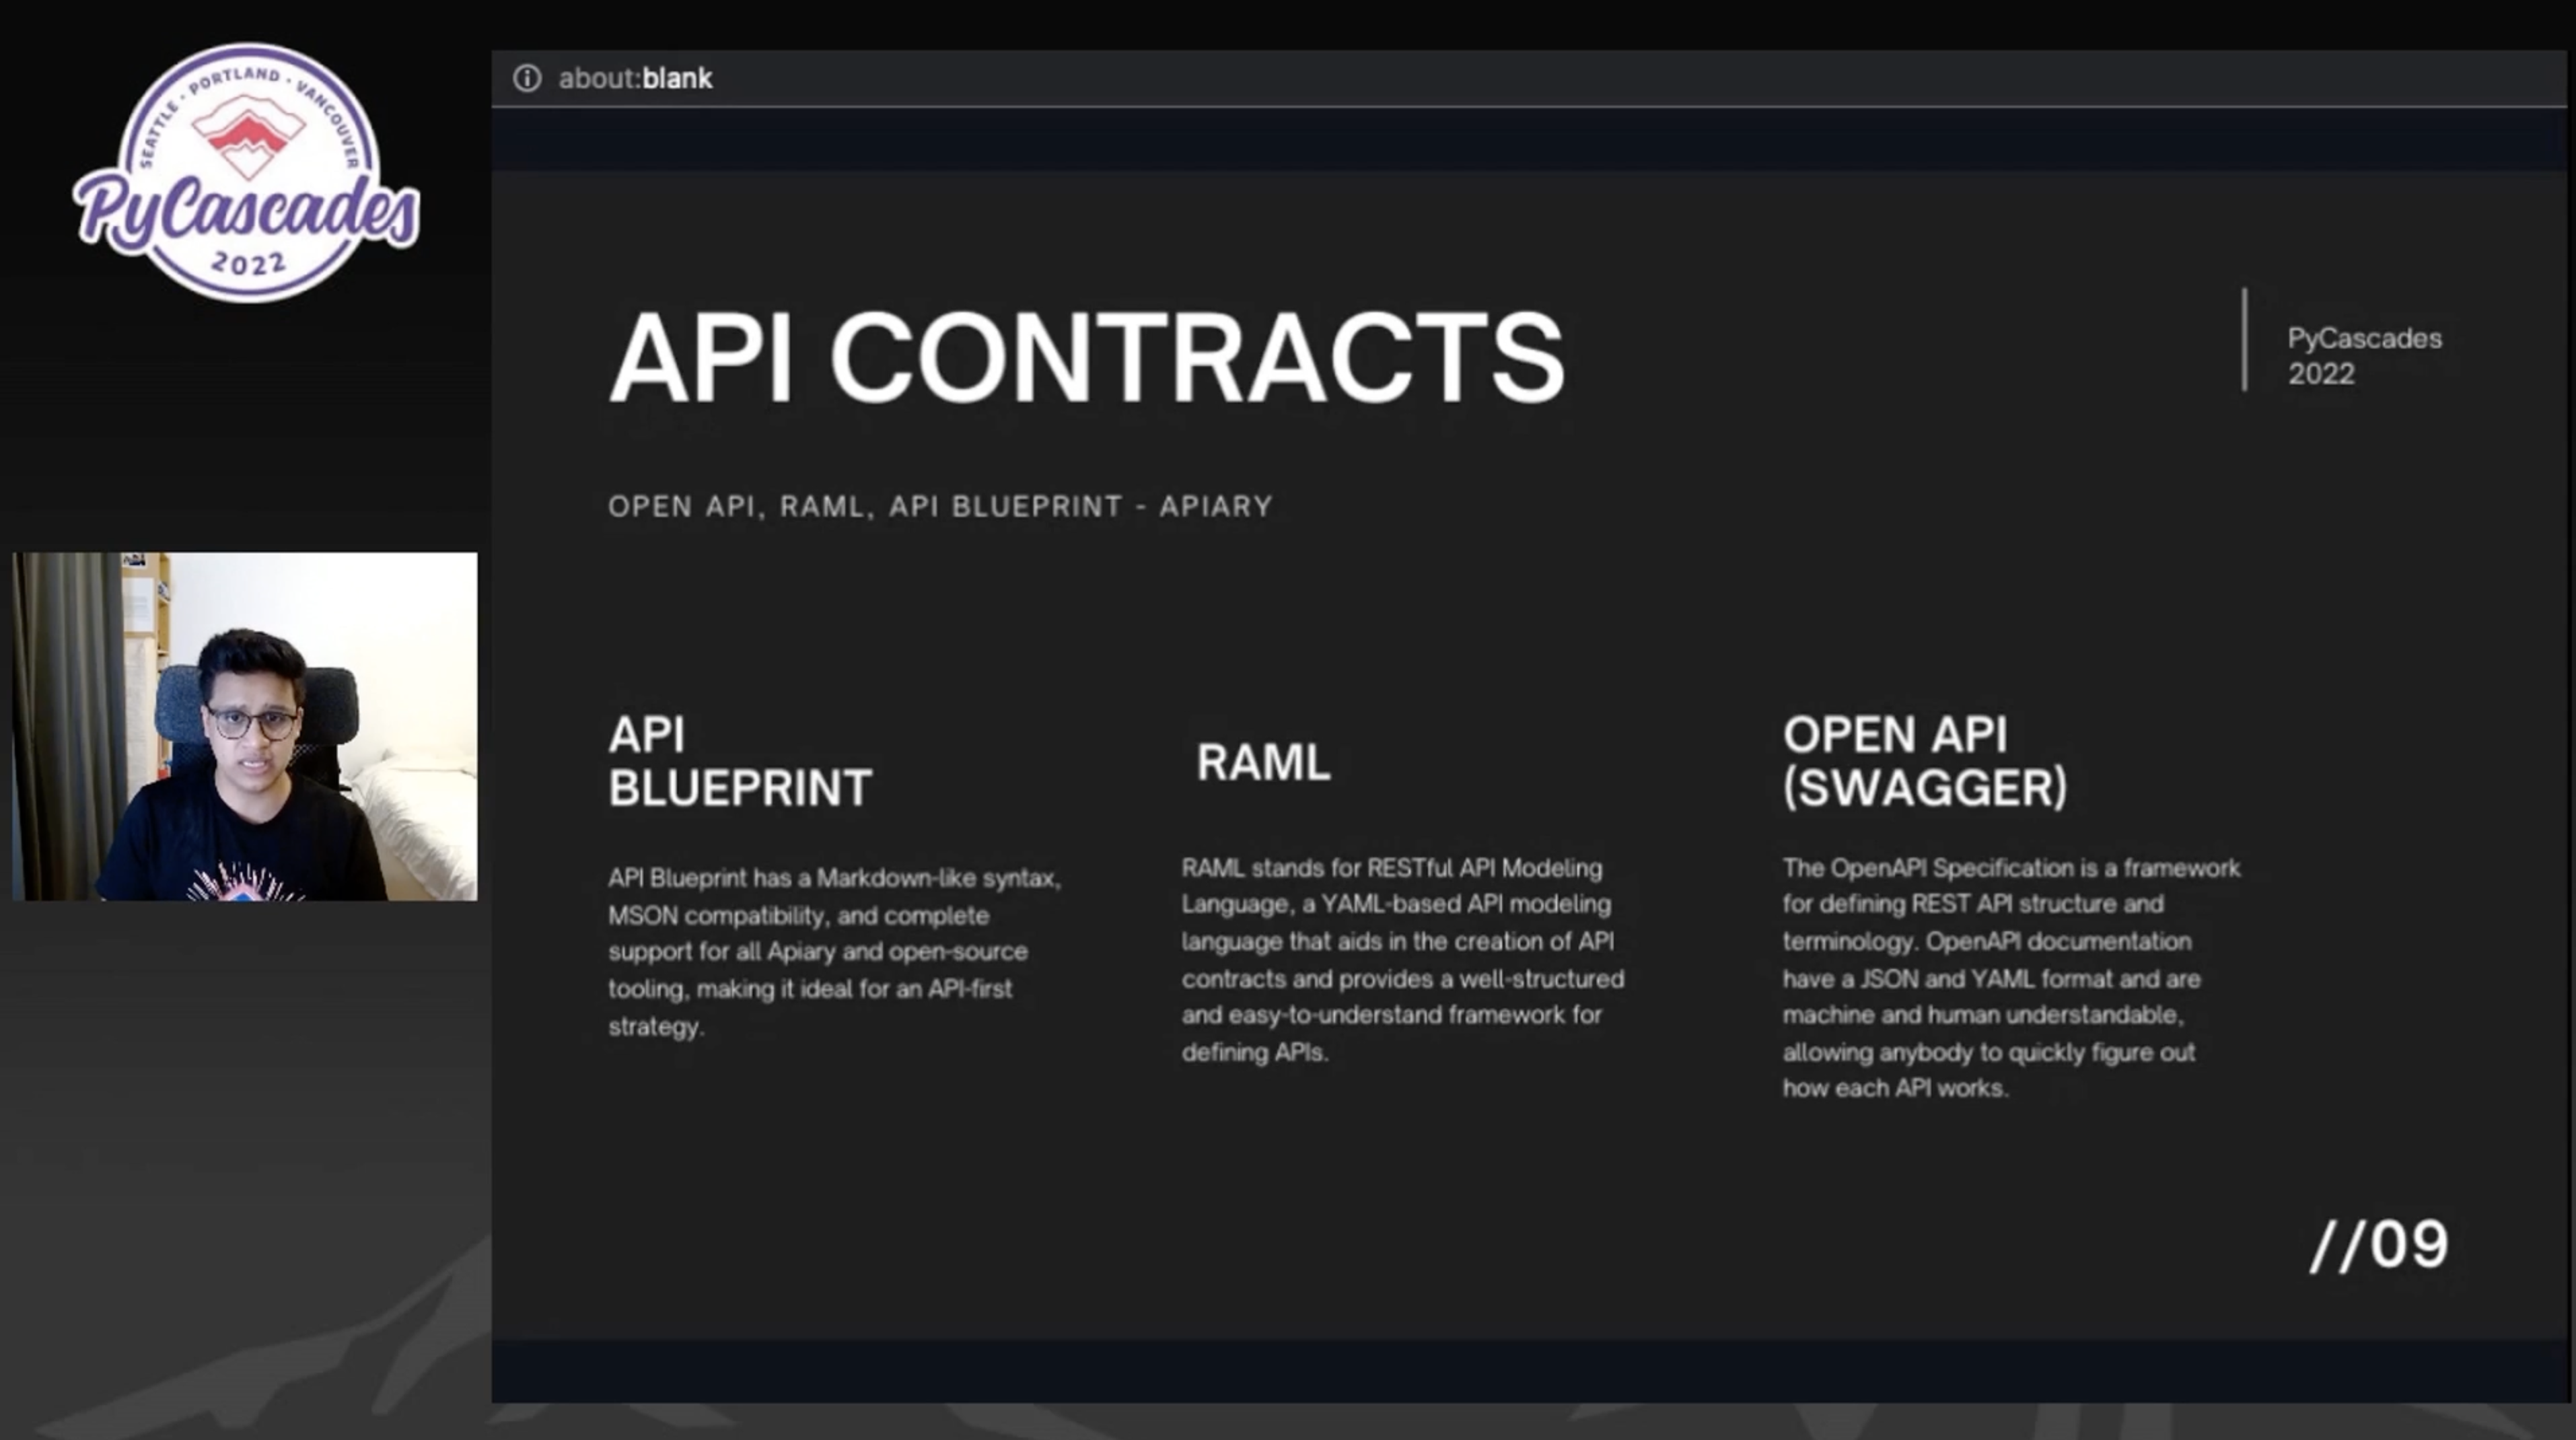 SEATTLE • PORTLAND • VANCOUVER
PyCascades
2022
about:blank
API CONTRACTS
PyCascades
2022
OPEN API, RAML, API BLUEPRINT - APIARY
API
BLUEPRINT
API Blueprint has a Markdown-like syntax,
MSON compatibility, and complete
support for all Apiary and open-source
tooling, making it ideal for an API-first
strategy.
RAML
RAML stands for RESTful API Modeling
Language, a YAML-based API modeling
language that aids in the creation of API
contracts and provides a well-structured
and easy-to-understand framework for
defining APIs.
OPEN API
(SWAGGER)
The OpenAPI Specification is a framework
for defining REST API structure and
terminology. OpenAPI documentation
have a JSON and YAML format and are
machine and human understandable,
allowing anybody to quickly figure out
how each API works.
//09